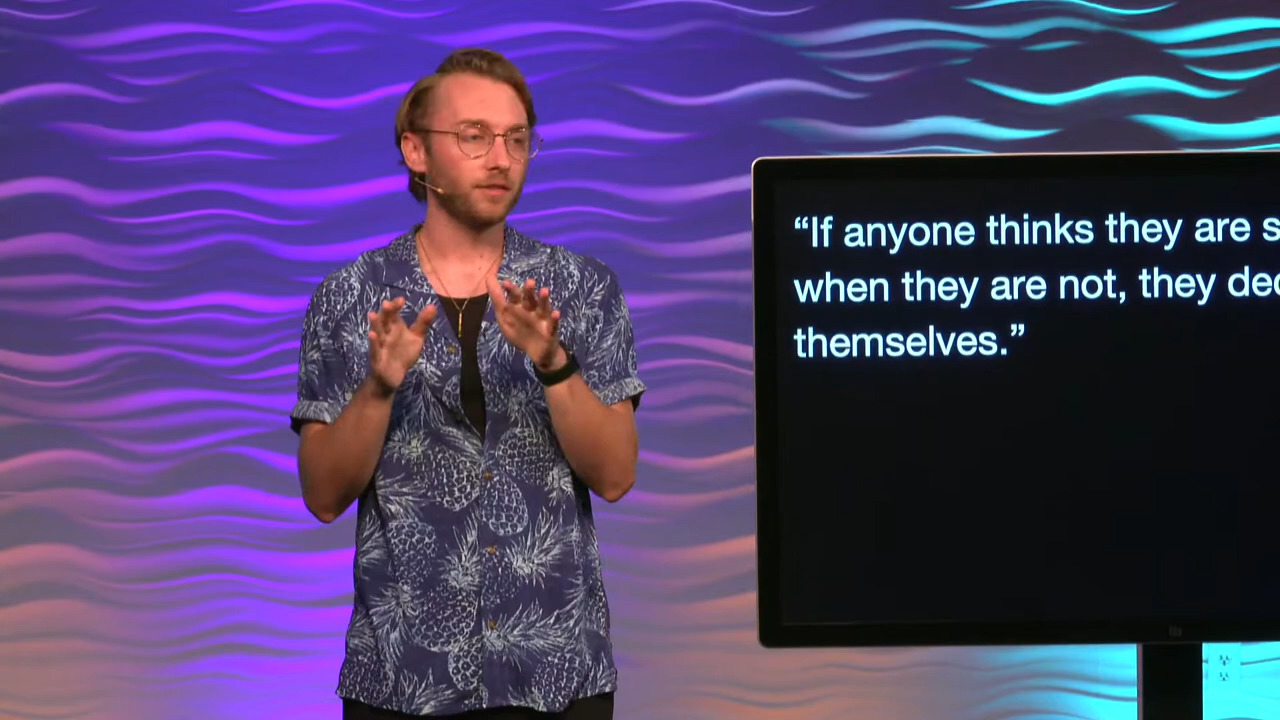 “If anyone thinks they are
when they are not, they
themselves.”